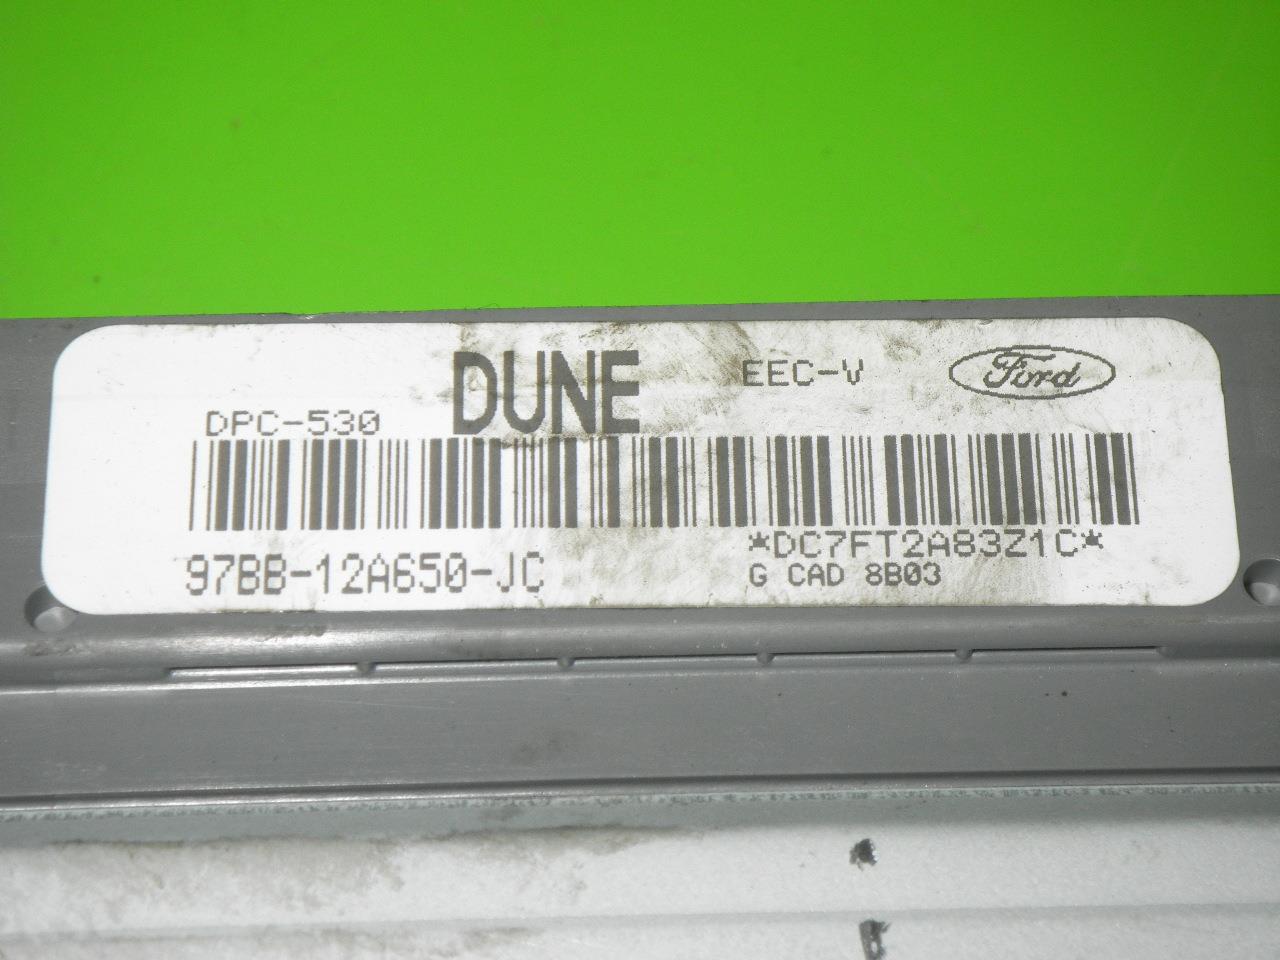 DUNE EEC-V Ford
DPC-530
*DC7FT2A83Z1C*
97BB-12A650-JC G CAD 8B03